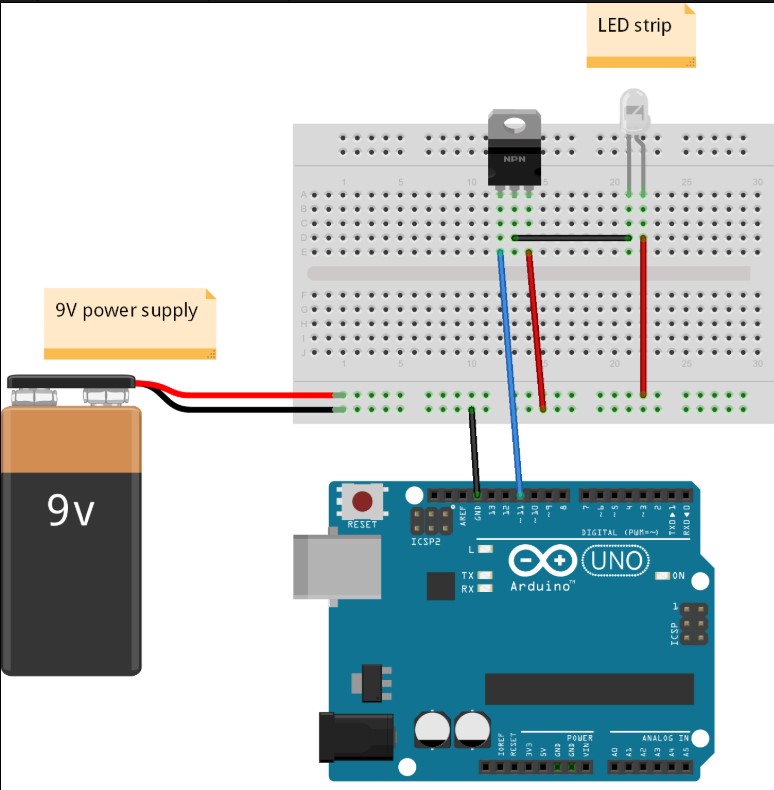 LED strip
NPN
1 5 10 15 20 25 30
A
B
C
D
E
9V power supply
F
G
H
I
J
1 5 10 15 20 25 30
9v
RESET
ICSP2
AREF
GND
13
12
~11
~10
~9
8
7
~6
~5
4
~3
2
TX0▶1
RX0◀0
DIGITAL (PWM=~)
L
TX
RX
UNO
Arduino™
ON
1
ICSP
POWER
ANALOG IN
IOREF
RESET
3V3
5V
GND
GND
VIN
A0
A1
A2
A3
A4
A5